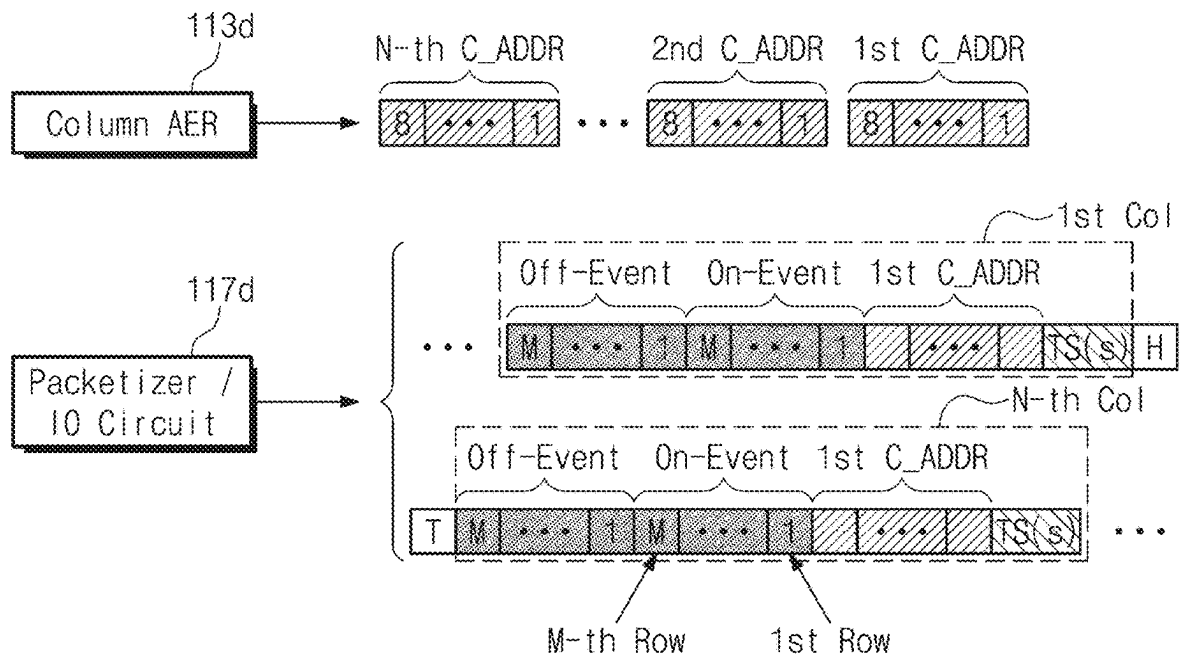 113d
N-th C_ADDR 2nd C_ADDR 1st C_ADDR
Column AER
8 ••• 1 ••• 8 ••• 1 8 ••• 1
1st Col
117d
Off-Event On-Event 1st C_ADDR
••• M ••• 1 M ••• 1 ••• TS(s) H
Packetizer /
IO Circuit
N-th Col
Off-Event On-Event 1st C_ADDR
T M ••• 1 M ••• 1 ••• TS(s) •••
M-th Row 1st Row